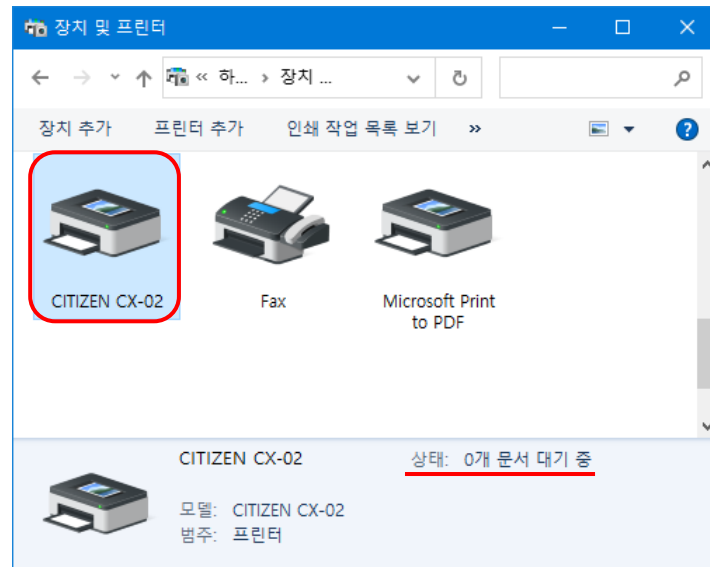 장치 및 프린터
« 하... › 장치 ...
장치 추가 프린터 추가 인쇄 작업 목록 보기 »
CITIZEN CX-02
Fax
Microsoft Print
to PDF
CITIZEN CX-02 상태: 0개 문서 대기 중
모델: CITIZEN CX-02
범주: 프린터